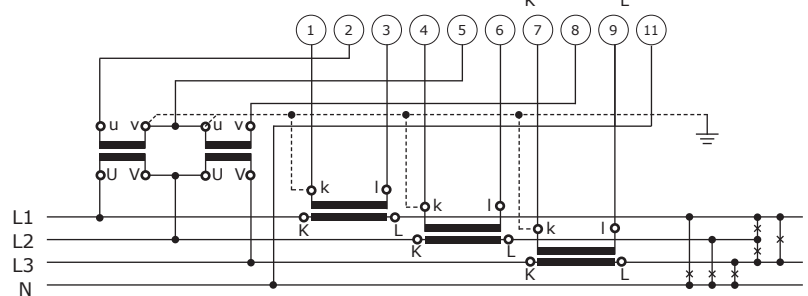 K L
1 2 3 4 5 6 7 8 9 11
u v u v
U V U V
k l
k l
L1 K L k l
L2 K L
L3 K L
N